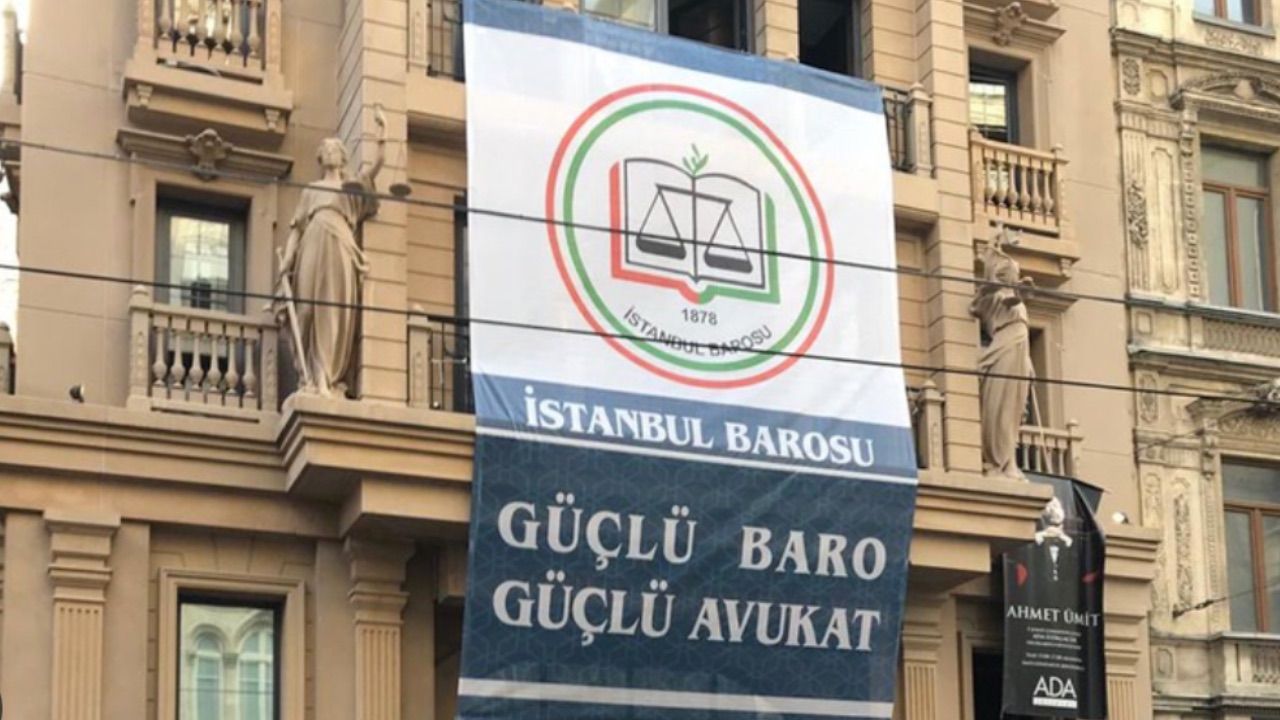 1878
İSTANBUL BAROSU
İSTANBUL BAROSU
GÜÇLÜ BARO
GÜÇLÜ AVUKAT
AHMET ÜMİT
ADA